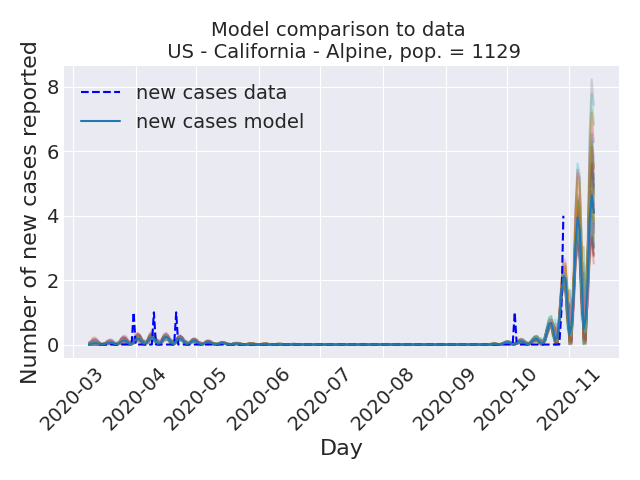 Model comparison to data
US - California - Alpine, pop. = 1129
Number of new cases reported
new cases data
new cases model
8
6
4
2
0
2020-03
2020-04
2020-05
2020-06
2020-07
2020-08
2020-09
2020-10
2020-11
Day